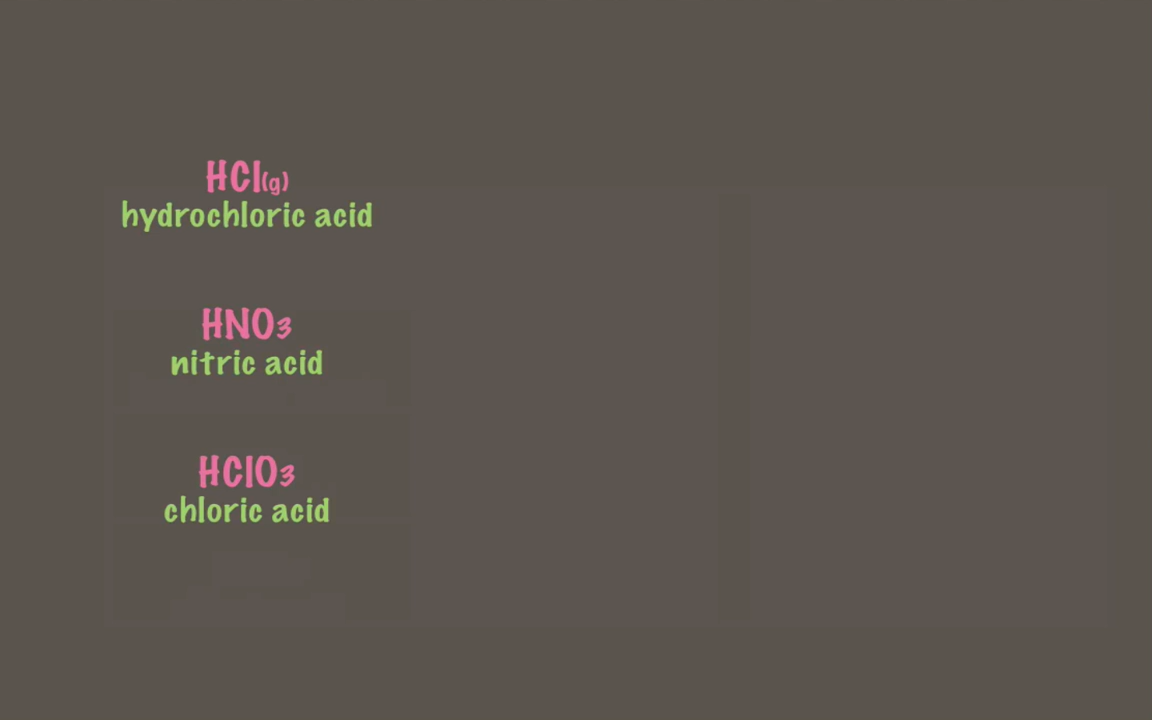 HCl(g)
hydrochloric acid
HNO3
nitric acid
HClO3
chloric acid